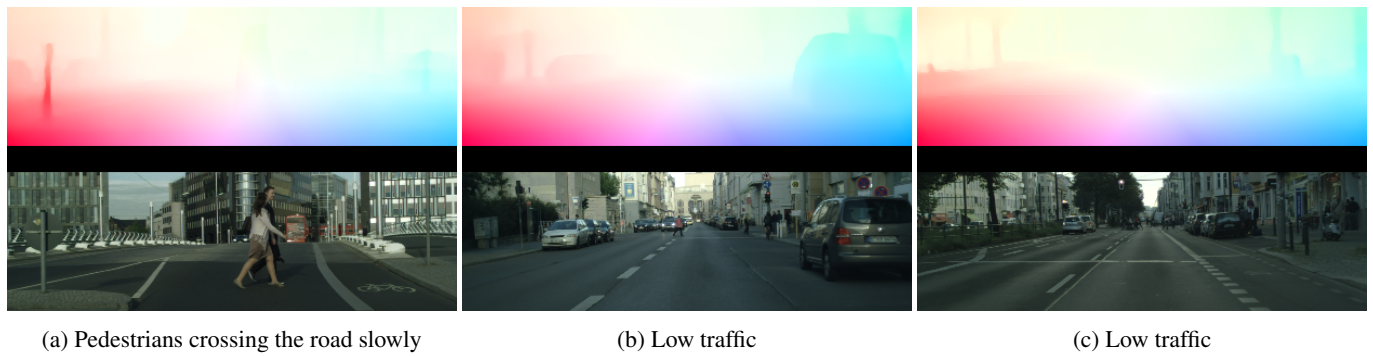 (a) Pedestrians crossing the road slowly
(b) Low traffic
(c) Low traffic